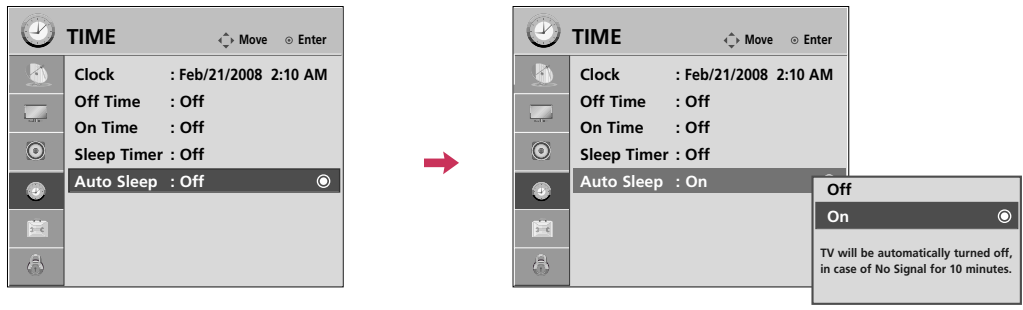 TIME
Move Enter
Clock : Feb/21/2008 2:10 AM
Off Time : Off
On Time : Off
Sleep Timer : Off
Auto Sleep : Off
TIME
Move Enter
Clock : Feb/21/2008 2:10 AM
Off Time : Off
On Time : Off
Sleep Timer : Off
Auto Sleep : On
Off
On
TV will be automatically turned off,
in case of No Signal for 10 minutes.